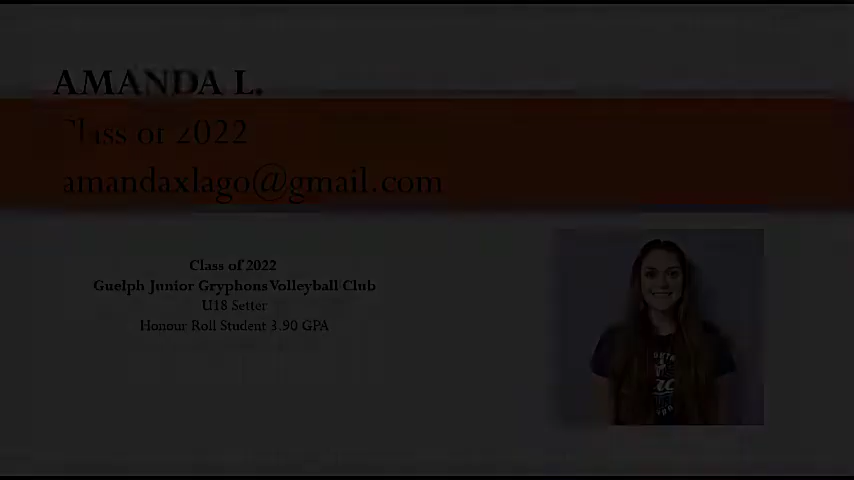 AMANDA L.
Class of 2022
amandaxlago@gmail.com
Class of 2022
Guelph Junior Gryphons Volleyball Club
U18 Setter
Honour Roll Student 3.90 GPA